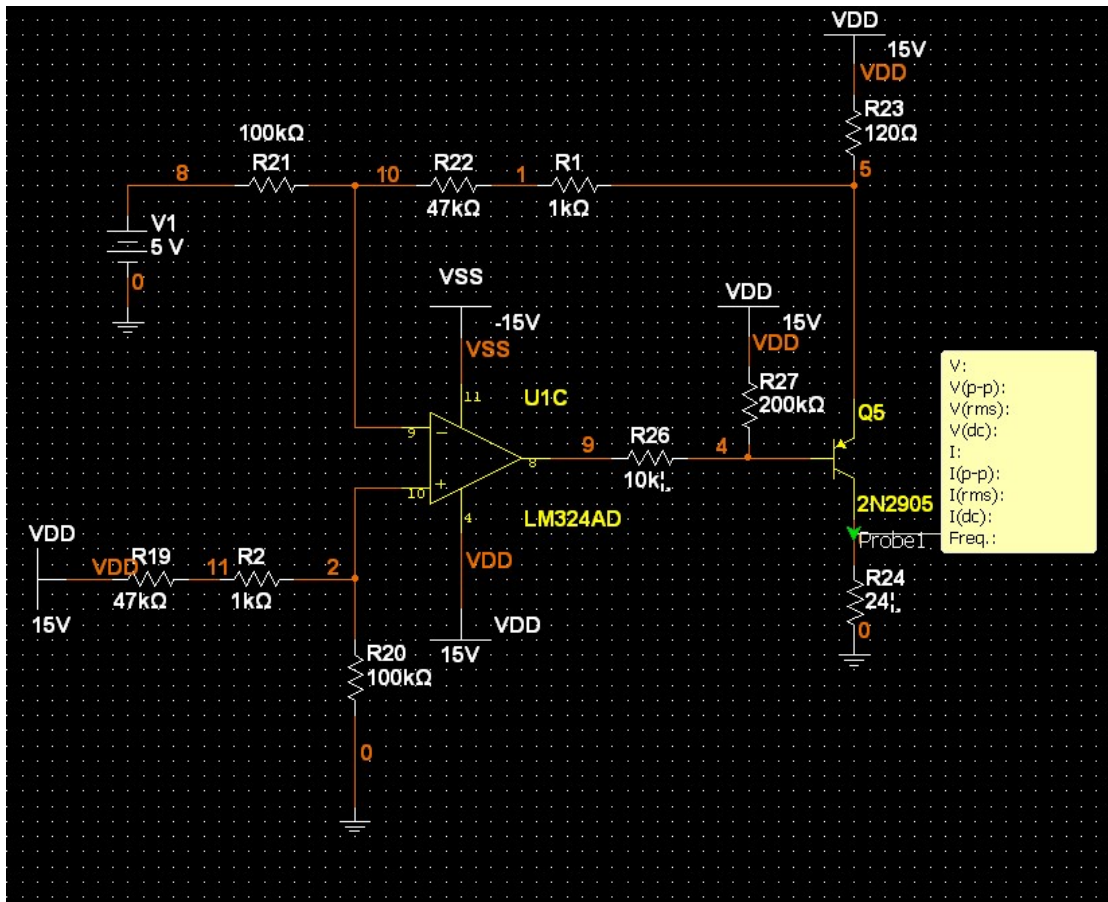 VDD
15V
VDD
R23
120Ω
5
100kΩ
8
R21
10
R22
47kΩ
1
R1
1kΩ
V1
5 V
0
VSS
-15V
VSS
11
U1C
9
10
8
LM324AD
4
VDD
VDD
15V
9
R26
4
VDD
15V
VDD
R27
200kΩ
Q5
2N2905
Probe1
V:
V(p-p):
V(rms):
V(dc):
I:
I(p-p):
I(rms):
I(dc):
Freq.:
R24
0
VDD
15V
VDD
R19
47kΩ
11
R2
1kΩ
2
R20
100kΩ
0